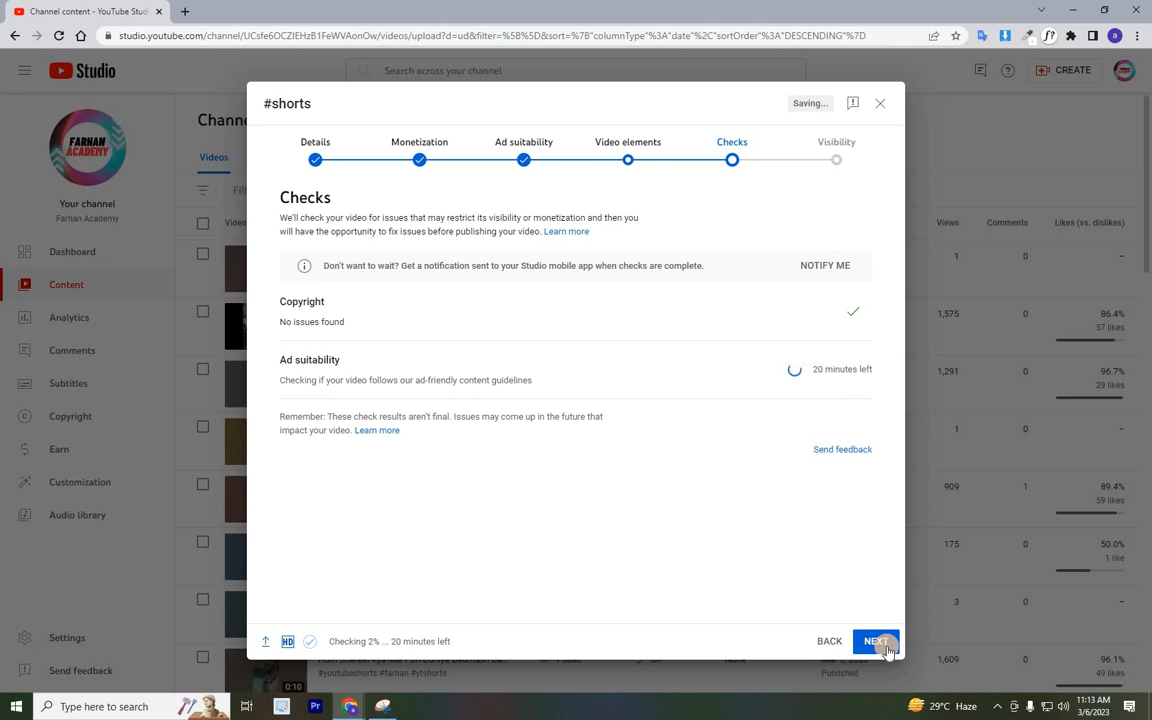 Channel content - YouTube Stud
studio.youtube.com/channel/UCsfe6OCZIEHzB1FeWVAonOw/videos/upload?d=ud&filter=%5B%5D&sort=%7B"columnType"%3A"date"%2C"sortOrder"%3A"DESCENDING"%7D
Studio
Search across your channel
CREATE
FARHAN
ACADEMY
Your channel
Farhan Academy
Dashboard
Content
Analytics
Comments
Subtitles
Copyright
Earn
Customization
Audio library
Settings
Send feedback
Channe
Videos
Filt
Video
#shorts
Saving...
Details
Monetization
Ad suitability
Video elements
Checks
Visibility
Checks
We'll check your video for issues that may restrict its visibility or monetization and then you
will have the opportunity to fix issues before publishing your video. Learn more
Don't want to wait? Get a notification sent to your Studio mobile app when checks are complete.
NOTIFY ME
Copyright
No issues found
Ad suitability
Checking if your video follows our ad-friendly content guidelines
20 minutes left
Remember: These check results aren't final. Issues may come up in the future that
impact your video. Learn more
Send feedback
HD
Checking 2% ... 20 minutes left
BACK
NEXT
Views
Comments
Likes (vs. dislikes)
1
0
–
1,575
0
86.4%
57 likes
1,291
0
96.7%
29 likes
1
0
–
909
1
89.4%
59 likes
175
0
50.0%
1 like
3
0
–
1,609
0
96.1%
49 likes
#youtubeshorts #farhan #ytshorts
0:10
Public
None
Mar 6, 2023
Published
Type here to search
Pr
29°C Haze
11:13 AM
3/6/2023